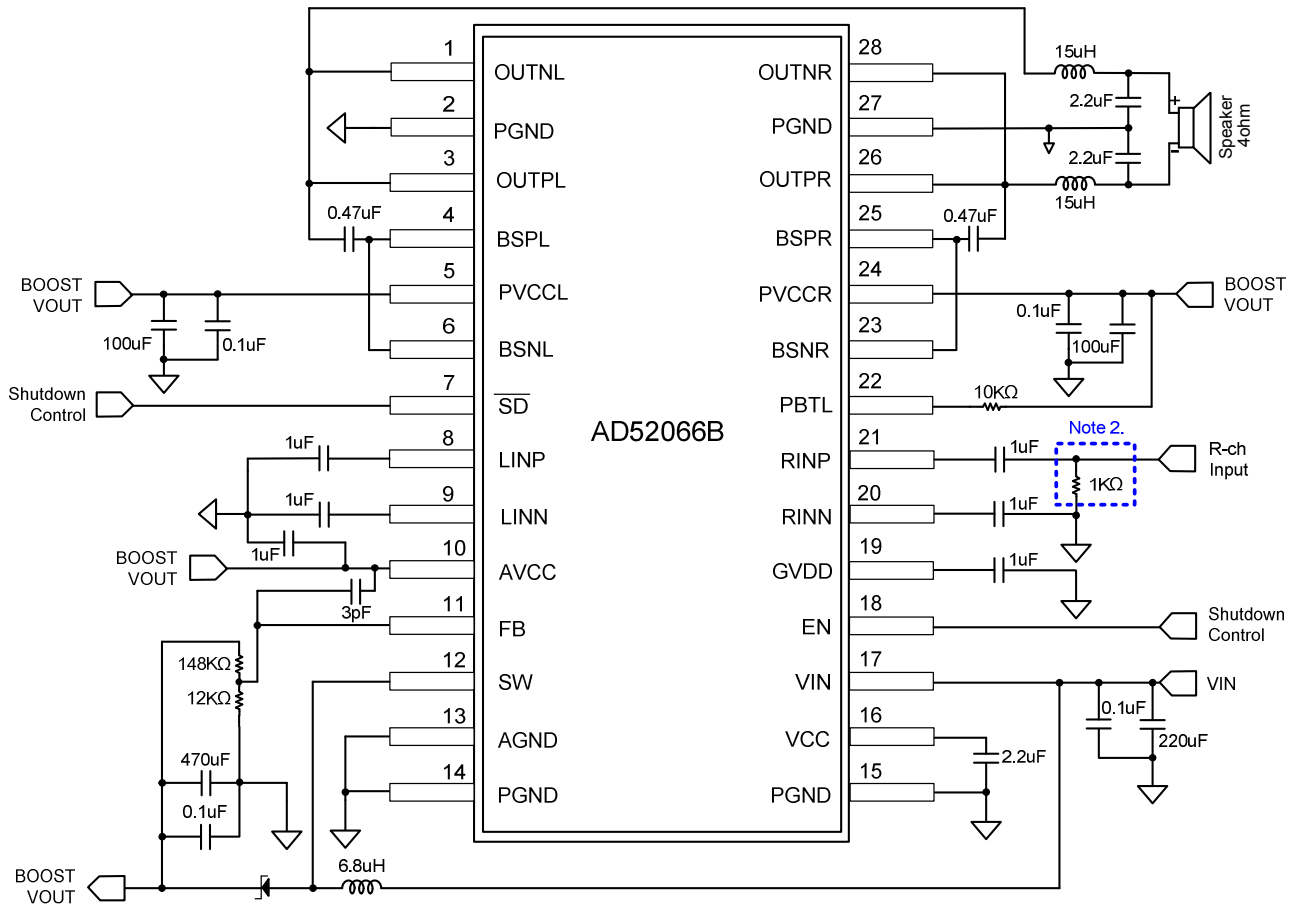 1
OUTNL
2
PGND
3
OUTPL
4
BSPL
0.47uF
5
PVCCL
BOOST
VOUT
100uF
0.1uF
6
BSNL
7
SD
Shutdown
Control
8
LINP
1uF
9
LINN
1uF
1uF
10
AVCC
BOOST
VOUT
3pF
11
FB
148KΩ
12KΩ
12
SW
13
AGND
14
PGND
470uF
0.1uF
BOOST
VOUT
6.8uH
AD52066B
28
OUTNR
15uH
2.2uF
+
Speaker
4ohm
27
PGND
2.2uF
-
26
OUTPR
15uH
25
BSPR
0.47uF
24
PVCCR
BOOST
VOUT
0.1uF
100uF
23
BSNR
22
PBTL
10KΩ
Note 2.
21
RINP
1uF
1KΩ
R-ch
Input
20
RINN
1uF
19
GVDD
1uF
18
EN
Shutdown
Control
17
VIN
VIN
0.1uF
220uF
16
VCC
2.2uF
15
PGND